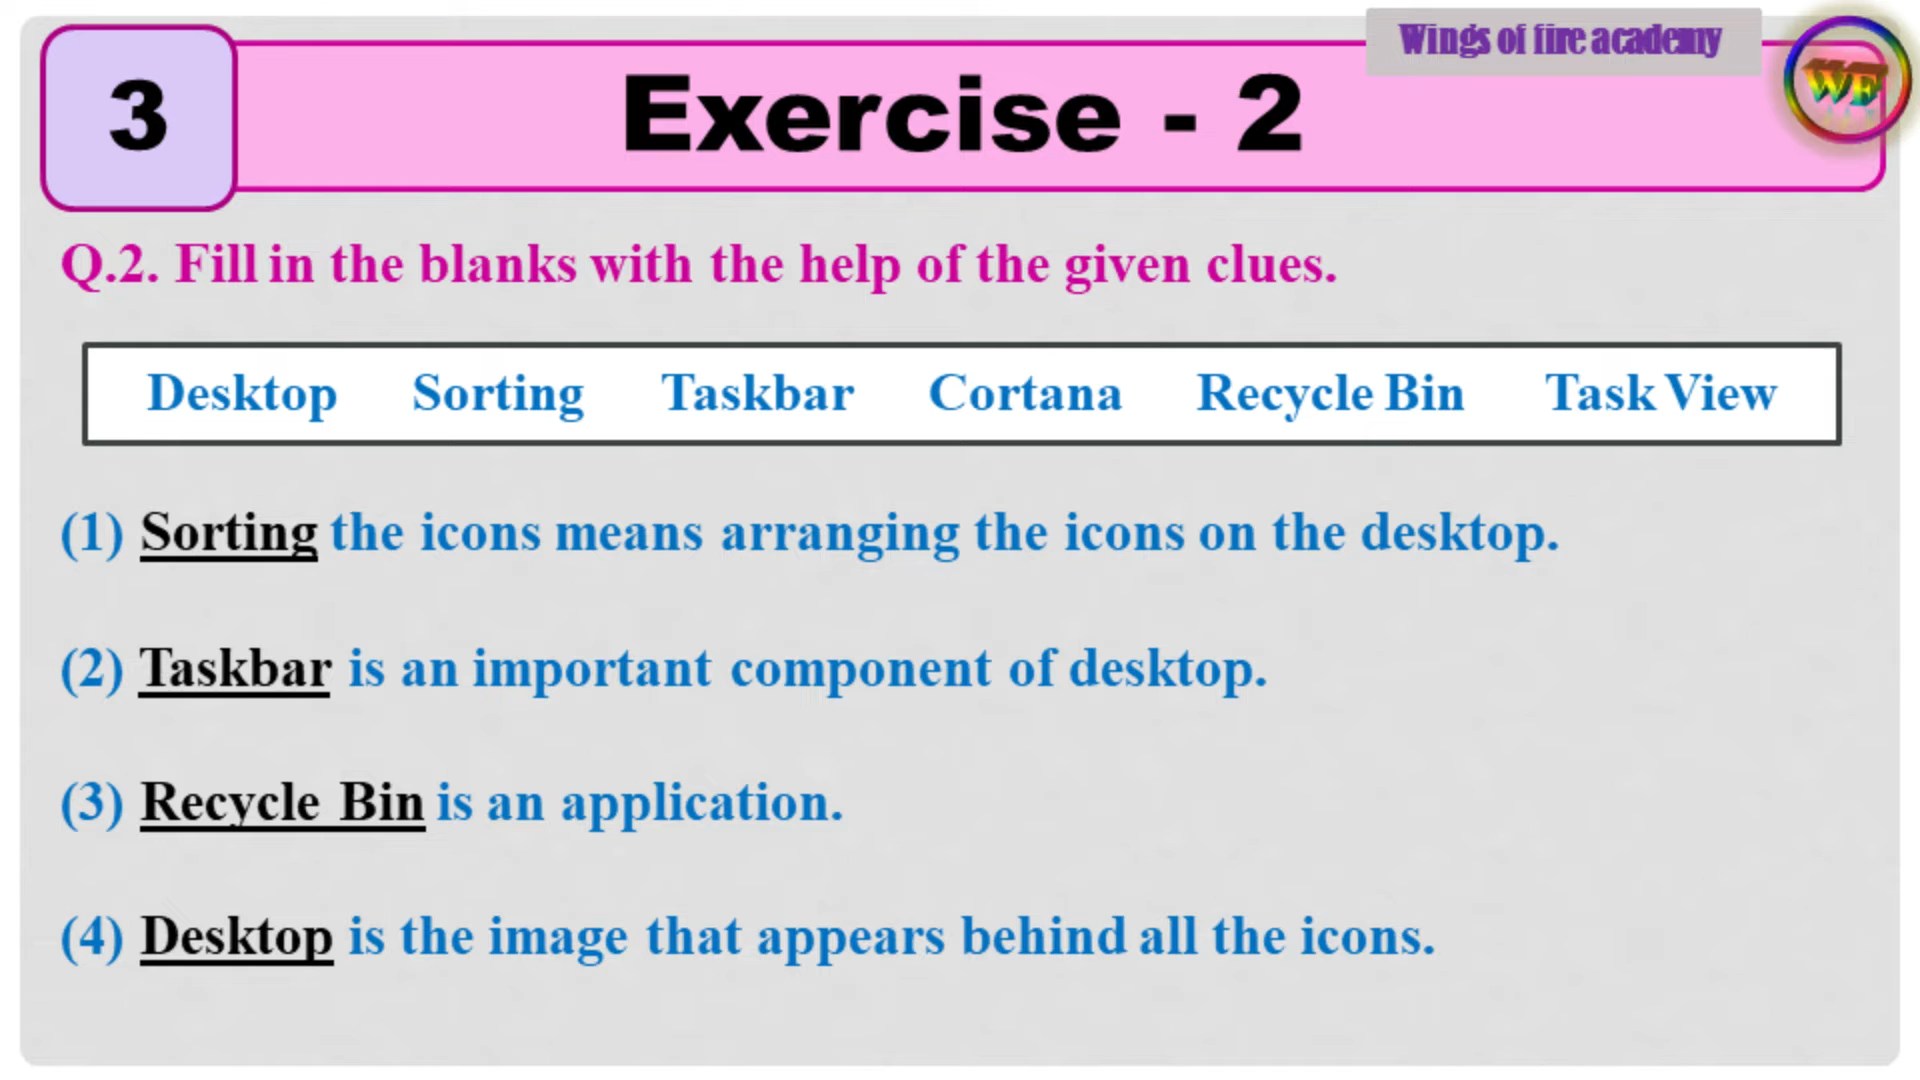 Wings of fire academy
WE
3
Exercise - 2
Q.2. Fill in the blanks with the help of the given clues.
Desktop Sorting Taskbar Cortana Recycle Bin Task View
(1) Sorting the icons means arranging the icons on the desktop.
(2) Taskbar is an important component of desktop.
(3) Recycle Bin is an application.
(4) Desktop is the image that appears behind all the icons.